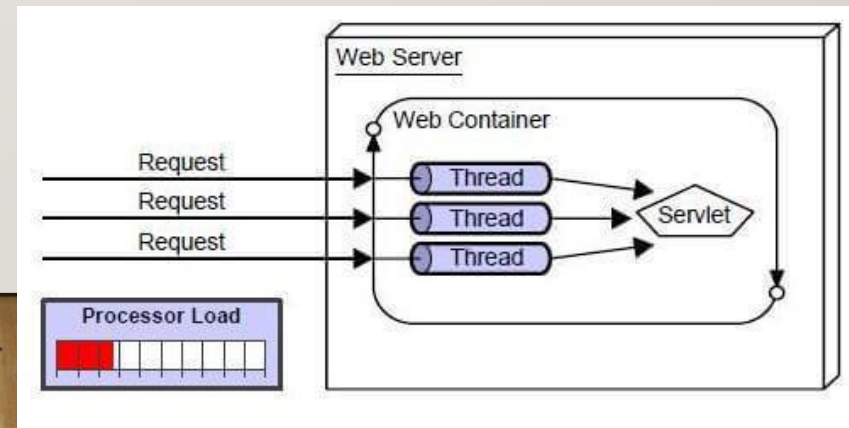 Web Server
Web Container
Request
Thread
Request
Thread
Servlet
Request
Thread
Processor Load